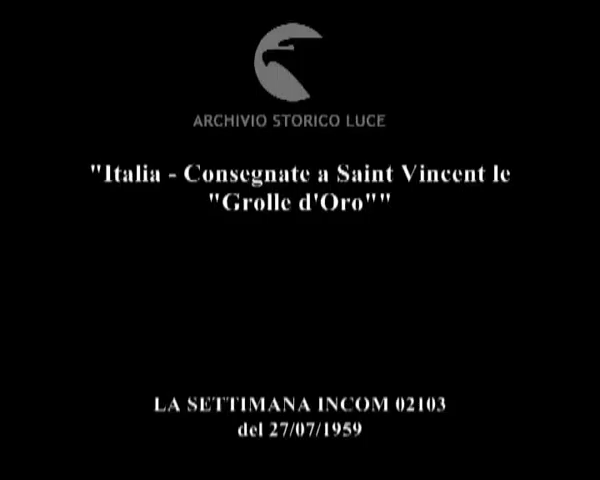 ARCHIVIO STORICO LUCE
"Italia - Consegnate a Saint Vincent le
"Grolle d'Oro""
LA SETTIMANA INCOM 02103
del 27/07/1959